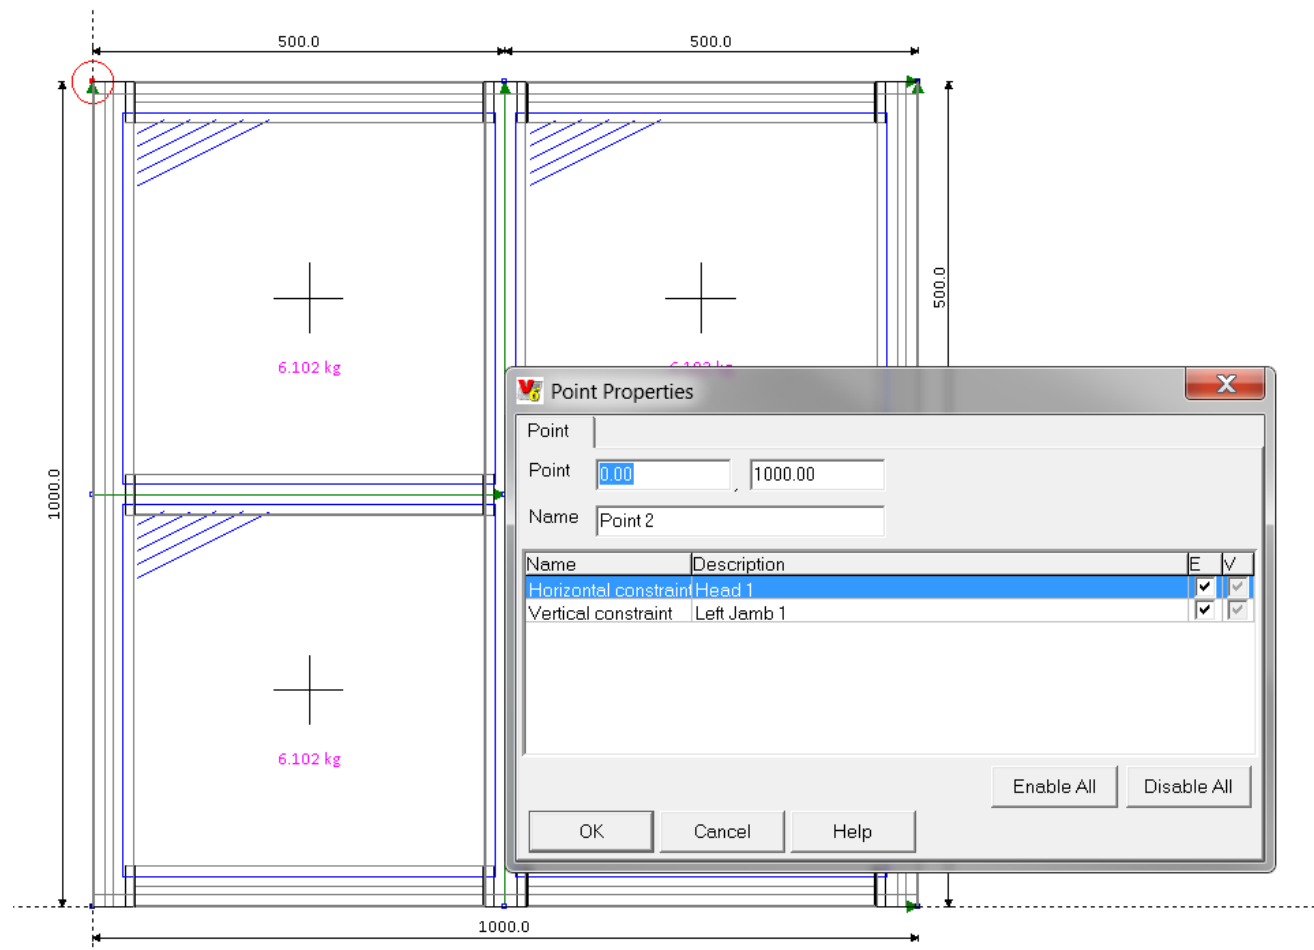 500.0 500.0
6.102 kg
500.0
Point Properties
Point
Point 0.00 , 1000.00
Name Point 2
Name Description E V
Horizontal constraint Head 1
Vertical constraint Left Jamb 1
1000.0
6.102 kg
Enable All Disable All
OK Cancel Help
1000.0